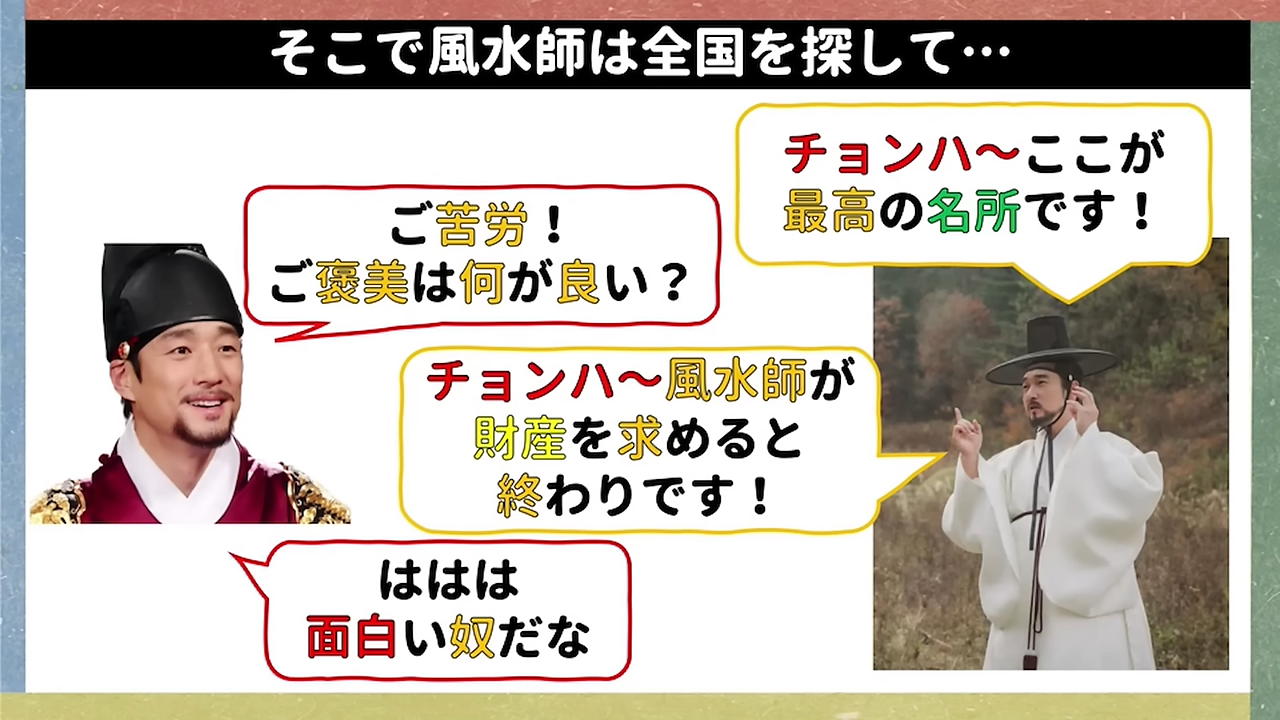 そこで風水師は全国を探して…
チョンハ〜ここが
最高の名所です！
ご苦労！
ご褒美は何が良い？
チョンハ〜風水師が
財産を求めると
終わりです！
ははは
面白い奴だな